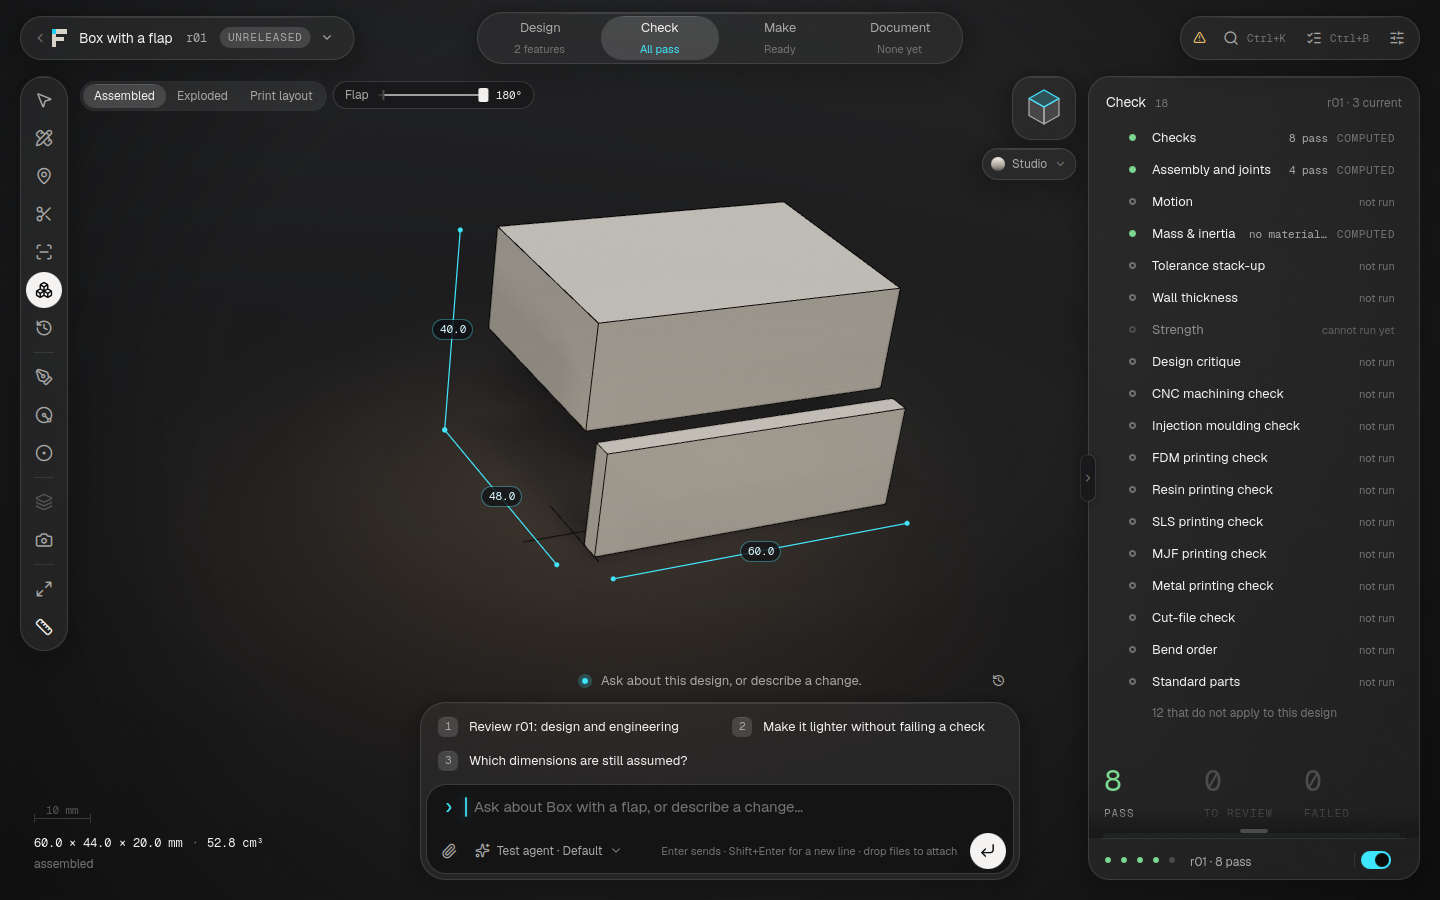 Box with a flap r01 UNRELEASED
Design
2 features
Check
All pass
Make
Ready
Document
None yet
Ctrl+K
Ctrl+B
Assembled Exploded Print layout
Flap 180°
Studio
40.0
48.0
60.0
Check 18 r01 · 3 current
Checks 8 pass COMPUTED
Assembly and joints 4 pass COMPUTED
Motion not run
Mass & inertia no material… COMPUTED
Tolerance stack-up not run
Wall thickness not run
Strength cannot run yet
Design critique not run
CNC machining check not run
Injection moulding check not run
FDM printing check not run
Resin printing check not run
SLS printing check not run
MJF printing check not run
Metal printing check not run
Cut-file check not run
Bend order not run
Standard parts not run
12 that do not apply to this design
8 0 0
PASS TO REVIEW FAILED
r01 · 8 pass
Ask about this design, or describe a change.
1 Review r01: design and engineering
2 Make it lighter without failing a check
3 Which dimensions are still assumed?
Ask about Box with a flap, or describe a change…
Test agent · Default
Enter sends · Shift+Enter for a new line · drop files to attach
10 mm
60.0 × 44.0 × 20.0 mm · 52.8 cm³
assembled